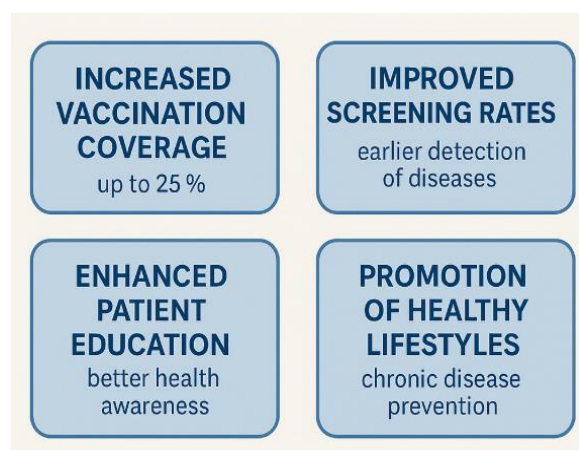 INCREASED
VACCINATION
COVERAGE
up to 25 %
IMPROVED
SCREENING RATES
earlier detection
of diseases
ENHANCED
PATIENT
EDUCATION
better health
awareness
PROMOTION
OF HEALTHY
LIFESTYLES
chronic disease
prevention